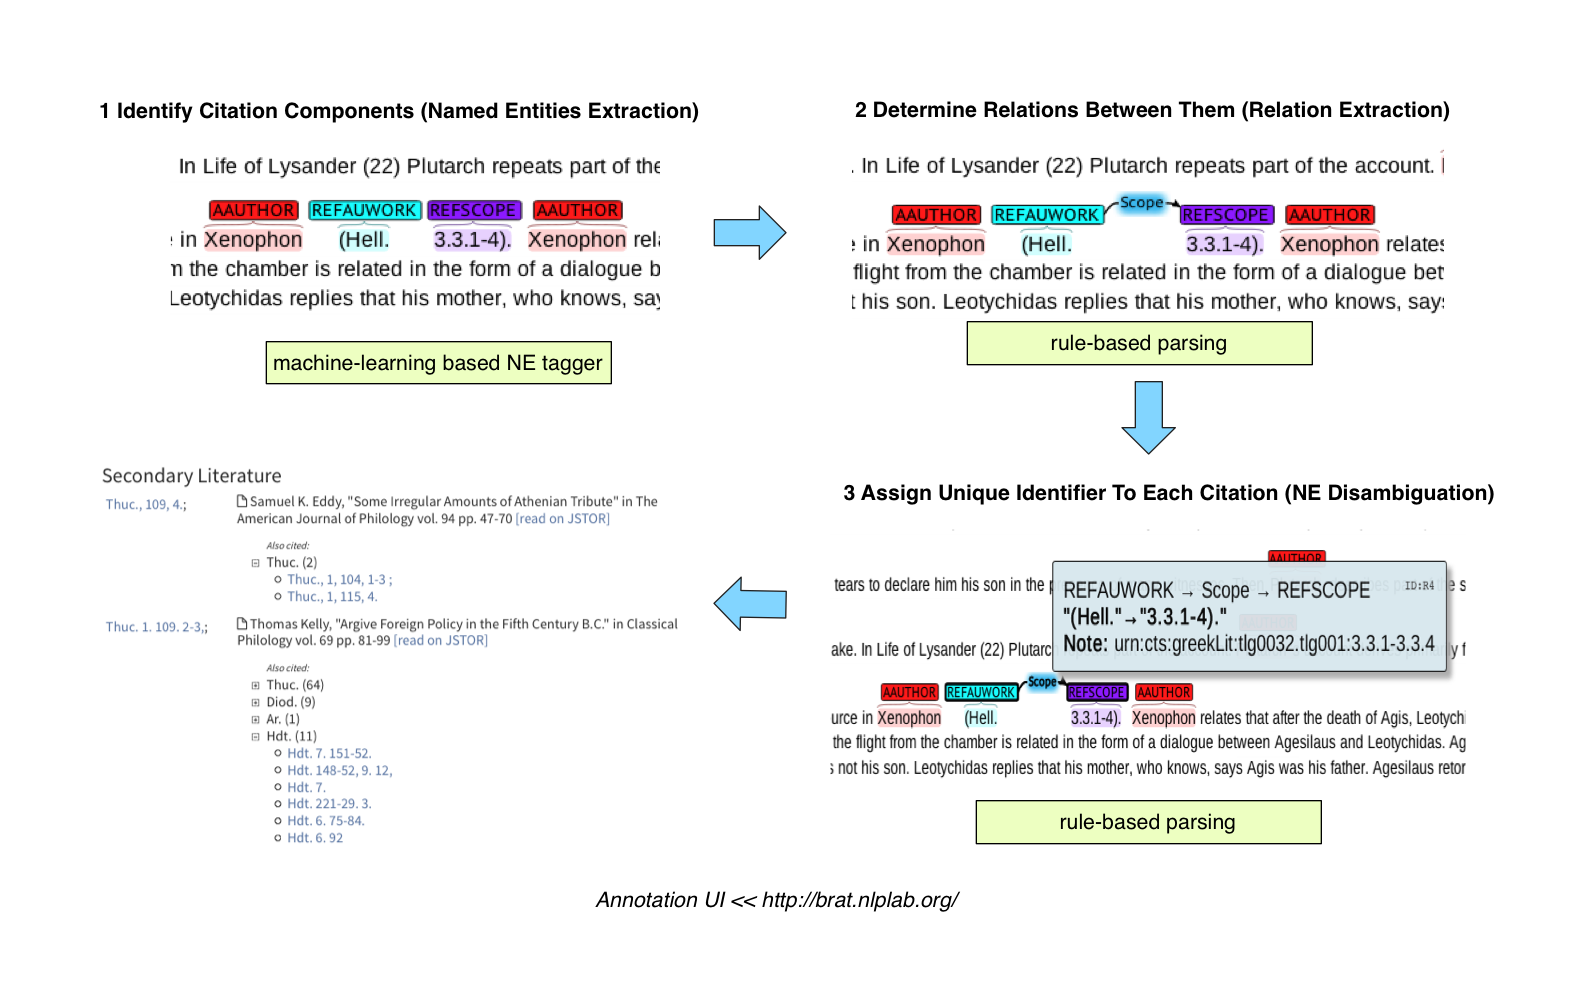 1 Identify Citation Components (Named Entities Extraction)
In Life of Lysander (22) Plutarch repeats part of the
AAUTHOR REFAUWORK REFSCOPE AAUTHOR
in Xenophon (Hell. 3.3.1-4). Xenophon rela
m the chamber is related in the form of a dialogue b
Leotychidas replies that his mother, who knows, say
machine-learning based NE tagger
2 Determine Relations Between Them (Relation Extraction)
. In Life of Lysander (22) Plutarch repeats part of the account.
AAUTHOR REFAUWORK Scope REFSCOPE AAUTHOR
e in Xenophon (Hell. 3.3.1-4). Xenophon relates
flight from the chamber is related in the form of a dialogue bet
t his son. Leotychidas replies that his mother, who knows, says
rule-based parsing
3 Assign Unique Identifier To Each Citation (NE Disambiguation)
AAUTHOR
tears to declare him his son in the
REFAUWORK → Scope → REFSCOPE ID:R4
"(Hell."→"3.3.1-4)."
Note: urn:cts:greekLit:tlg0032.tlg001:3.3.1-3.3.4
ake. In Life of Lysander (22) Plutarch
AAUTHOR REFAUWORK Scope REFSCOPE AAUTHOR
urce in Xenophon (Hell. 3.3.1-4). Xenophon relates that after the death of Agis, Leotychi
the flight from the chamber is related in the form of a dialogue between Agesilaus and Leotychidas. Ag
s not his son. Leotychidas replies that his mother, who knows, says Agis was his father. Agesilaus retor
rule-based parsing
Secondary Literature
Thuc., 109, 4.;
Samuel K. Eddy, "Some Irregular Amounts of Athenian Tribute" in The
American Journal of Philology vol. 94 pp. 47-70 [read on JSTOR]
Also cited:
Thuc. (2)
Thuc., 1, 104, 1-3 ;
Thuc., 1, 115, 4.
Thuc. 1. 109. 2-3,;
Thomas Kelly, "Argive Foreign Policy in the Fifth Century B.C." in Classical
Philology vol. 69 pp. 81-99 [read on JSTOR]
Also cited:
Thuc. (64)
Diod. (9)
Ar. (1)
Hdt. (11)
Hdt. 7. 151-52.
Hdt. 148-52, 9. 12,
Hdt. 7.
Hdt. 221-29. 3.
Hdt. 6. 75-84.
Hdt. 6. 92
Annotation UI << http://brat.nlplab.org/